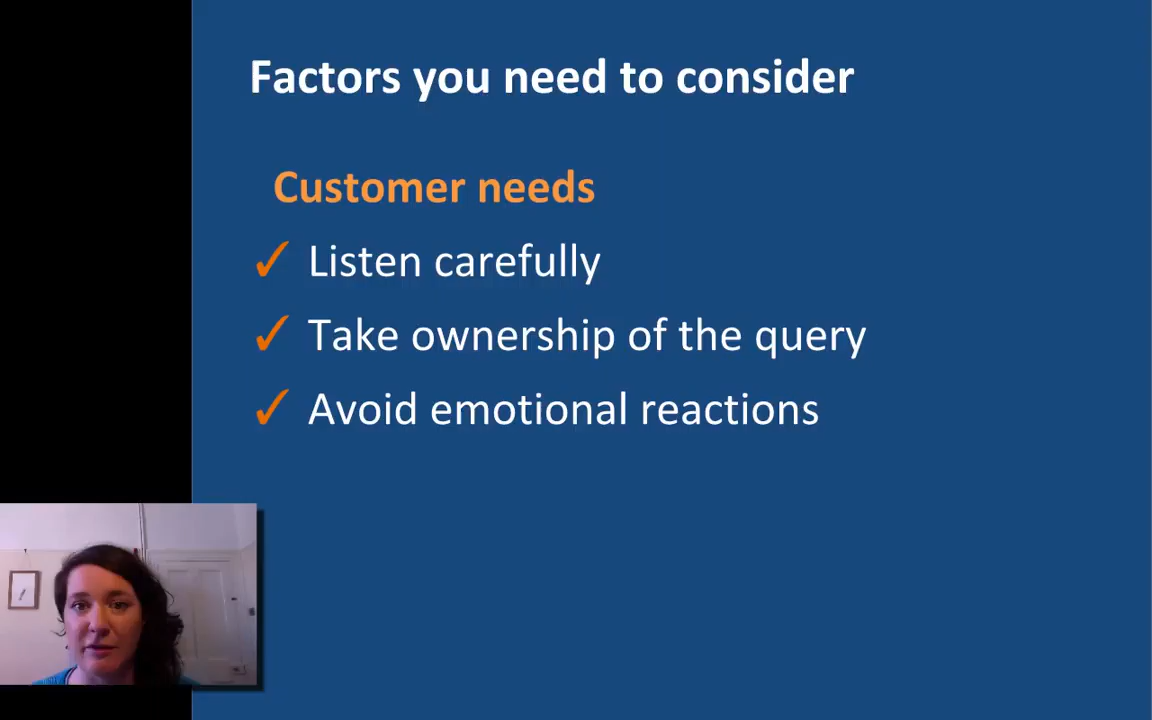 Factors you need to consider
Customer needs
✓ Listen carefully
✓ Take ownership of the query
✓ Avoid emotional reactions